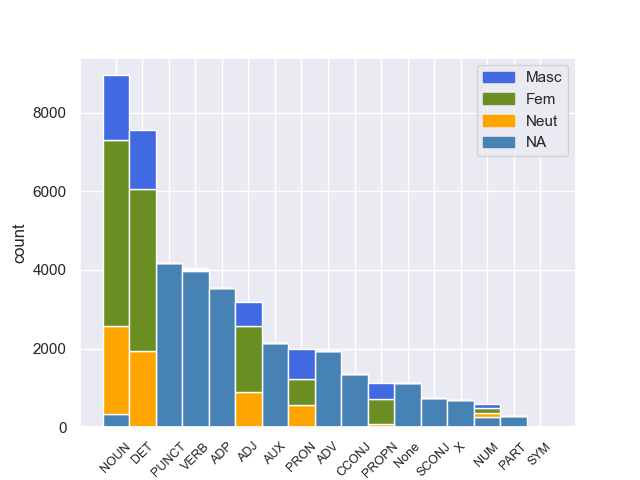 Masc
Fem
Neut
NA
count
8000
6000
4000
2000
0
NOUN
DET
PUNCT
VERB
ADP
ADJ
AUX
PRON
ADV
CCONJ
PROPN
None
SCONJ
X
NUM
PART
SYM